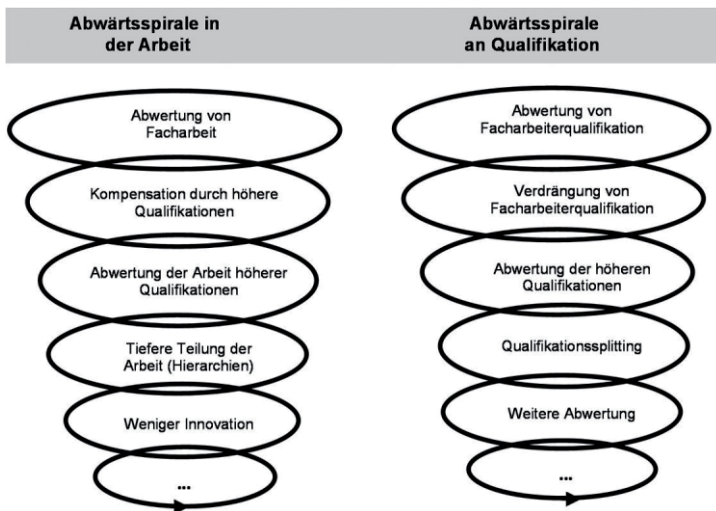 Abwärtsspirale in
der Arbeit
Abwertung von
Facharbeit
Kompensation durch höhere
Qualifikationen
Abwertung der Arbeit höherer
Qualifikationen
Tiefere Teilung der
Arbeit (Hierarchien)
Weniger Innovation
...
Abwärtsspirale
an Qualifikation
Abwertung von
Facharbeiterqualifikation
Verdrängung von
Facharbeiterqualifikation
Abwertung der höheren
Qualifikationen
Qualifikationssplitting
Weitere Abwertung
...